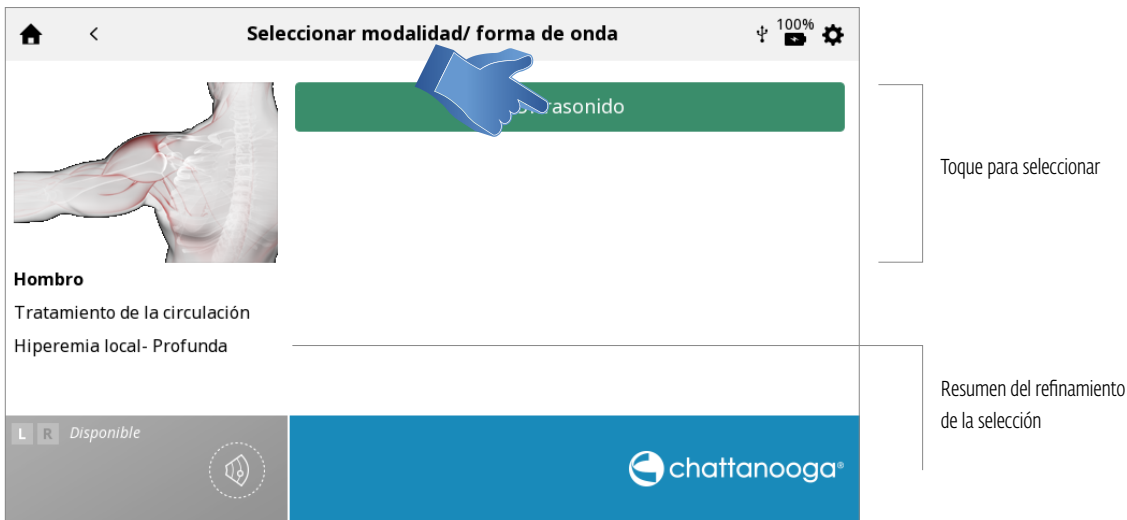 Seleccionar modalidad/ forma de onda
100%
rasonido
Toque para seleccionar
Hombro
Tratamiento de la circulación
Hiperemia local- Profunda
Resumen del refinamiento
de la selección
L R Disponible
chattanooga®